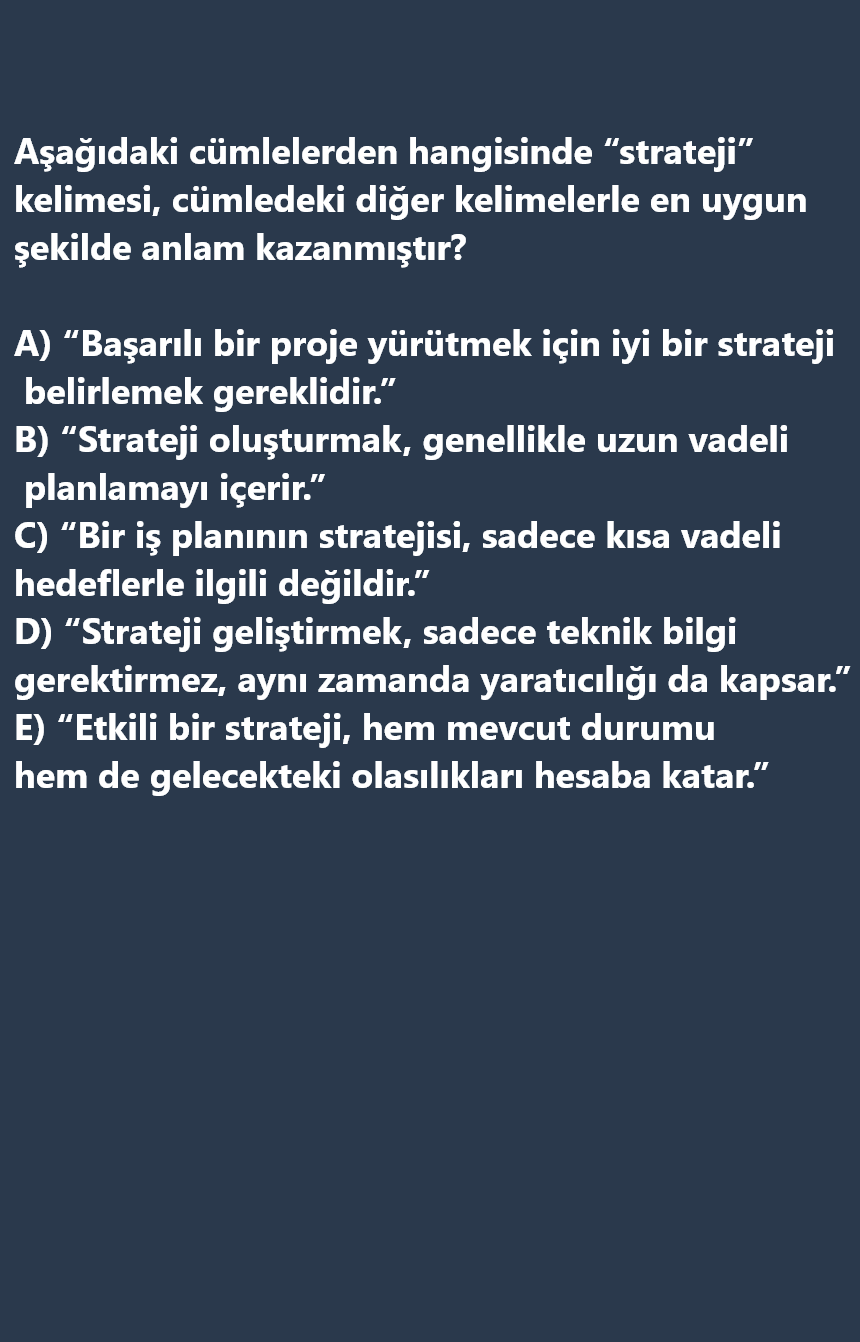 Aşağıdaki cümlelerden hangisinde “strateji”
kelimesi, cümledeki diğer kelimelerle en uygun
şekilde anlam kazanmıştır?
A) “Başarılı bir proje yürütmek için iyi bir strateji
belirlemek gereklidir.”
B) “Strateji oluşturmak, genellikle uzun vadeli
planlamayı içerir.”
C) “Bir iş planının stratejisi, sadece kısa vadeli
hedeflerle ilgili değildir.”
D) “Strateji geliştirmek, sadece teknik bilgi
gerektirmez, aynı zamanda yaratıcılığı da kapsar.”
E) “Etkili bir strateji, hem mevcut durumu
hem de gelecekteki olasılıkları hesaba katar.”